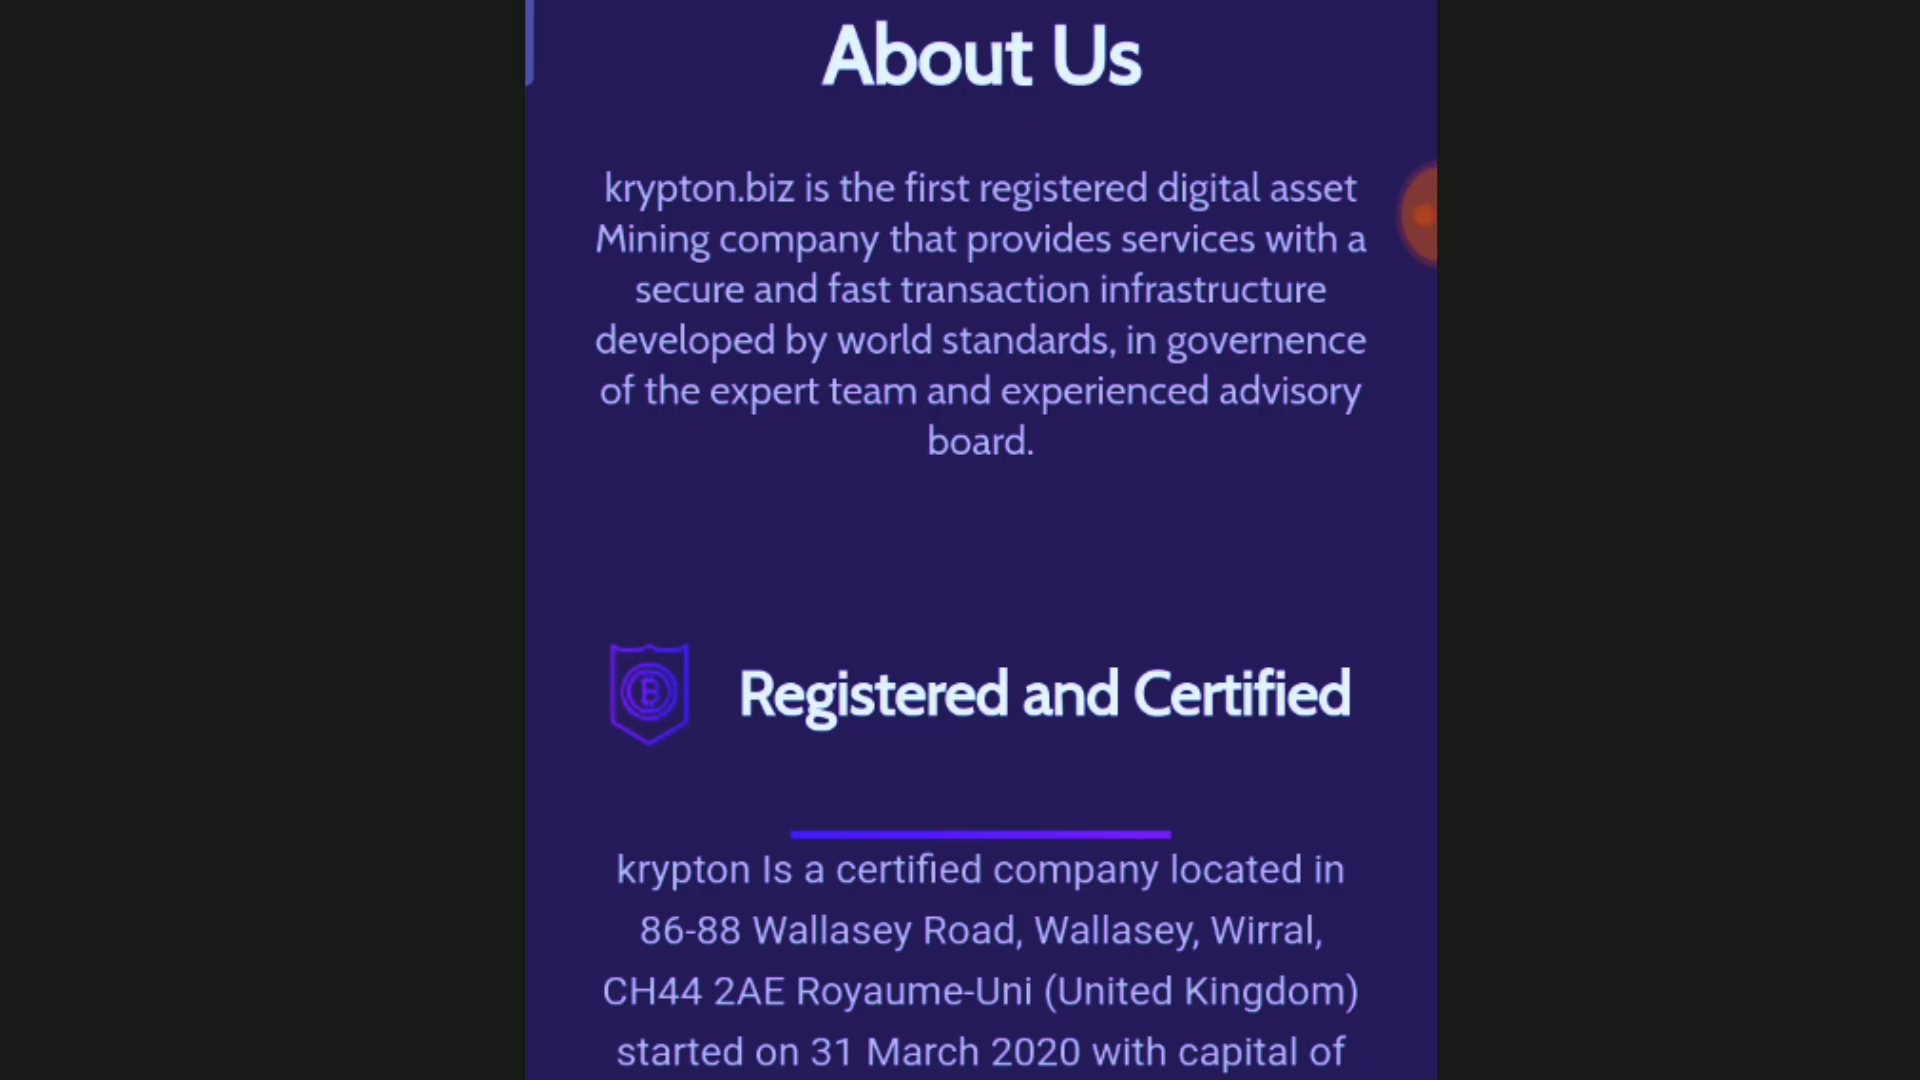 About Us
krypton.biz is the first registered digital asset
Mining company that provides services with a
secure and fast transaction infrastructure
developed by world standards, in governence
of the expert team and experienced advisory
board.
Registered and Certified
krypton Is a certified company located in
86-88 Wallasey Road, Wallasey, Wirral,
CH44 2AE Royaume-Uni (United Kingdom)
started on 31 March 2020 with capital of